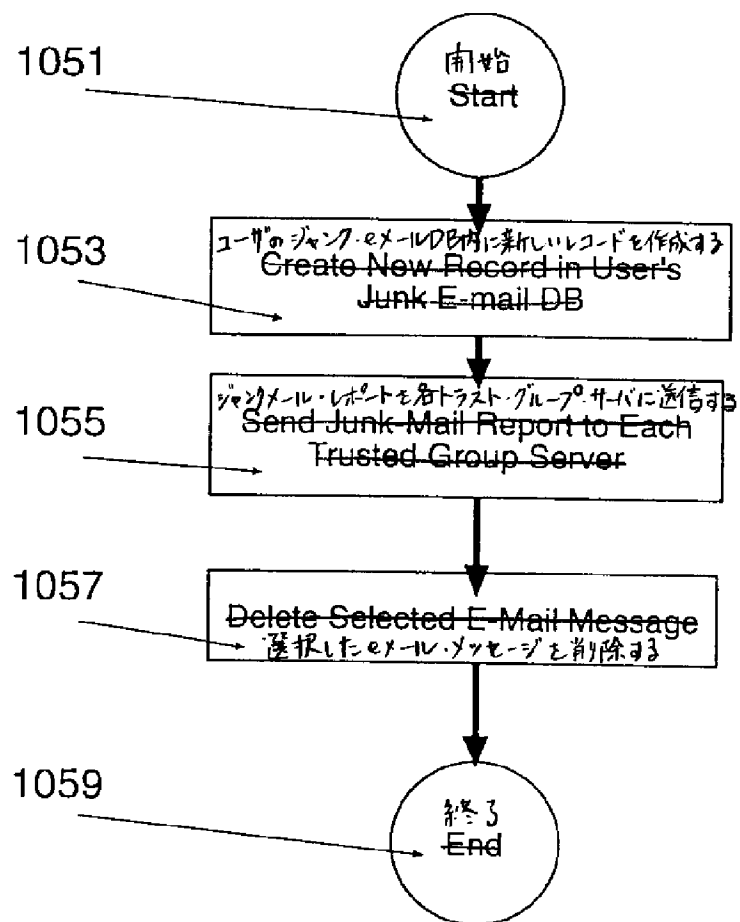 1051
開始
Start
1053
ユーザのジャンク・eメールDB内に新しいレコードを作成する
Create New Record in User's
Junk E-mail DB
1055
ジャンクメール・レポートを各トラスト・グループ・サーバに送信する
Send Junk-Mail Report to Each
Trusted Group Server
1057
Delete Selected E-Mail Message
選択したeメール・メッセージを削除する
1059
終了
End